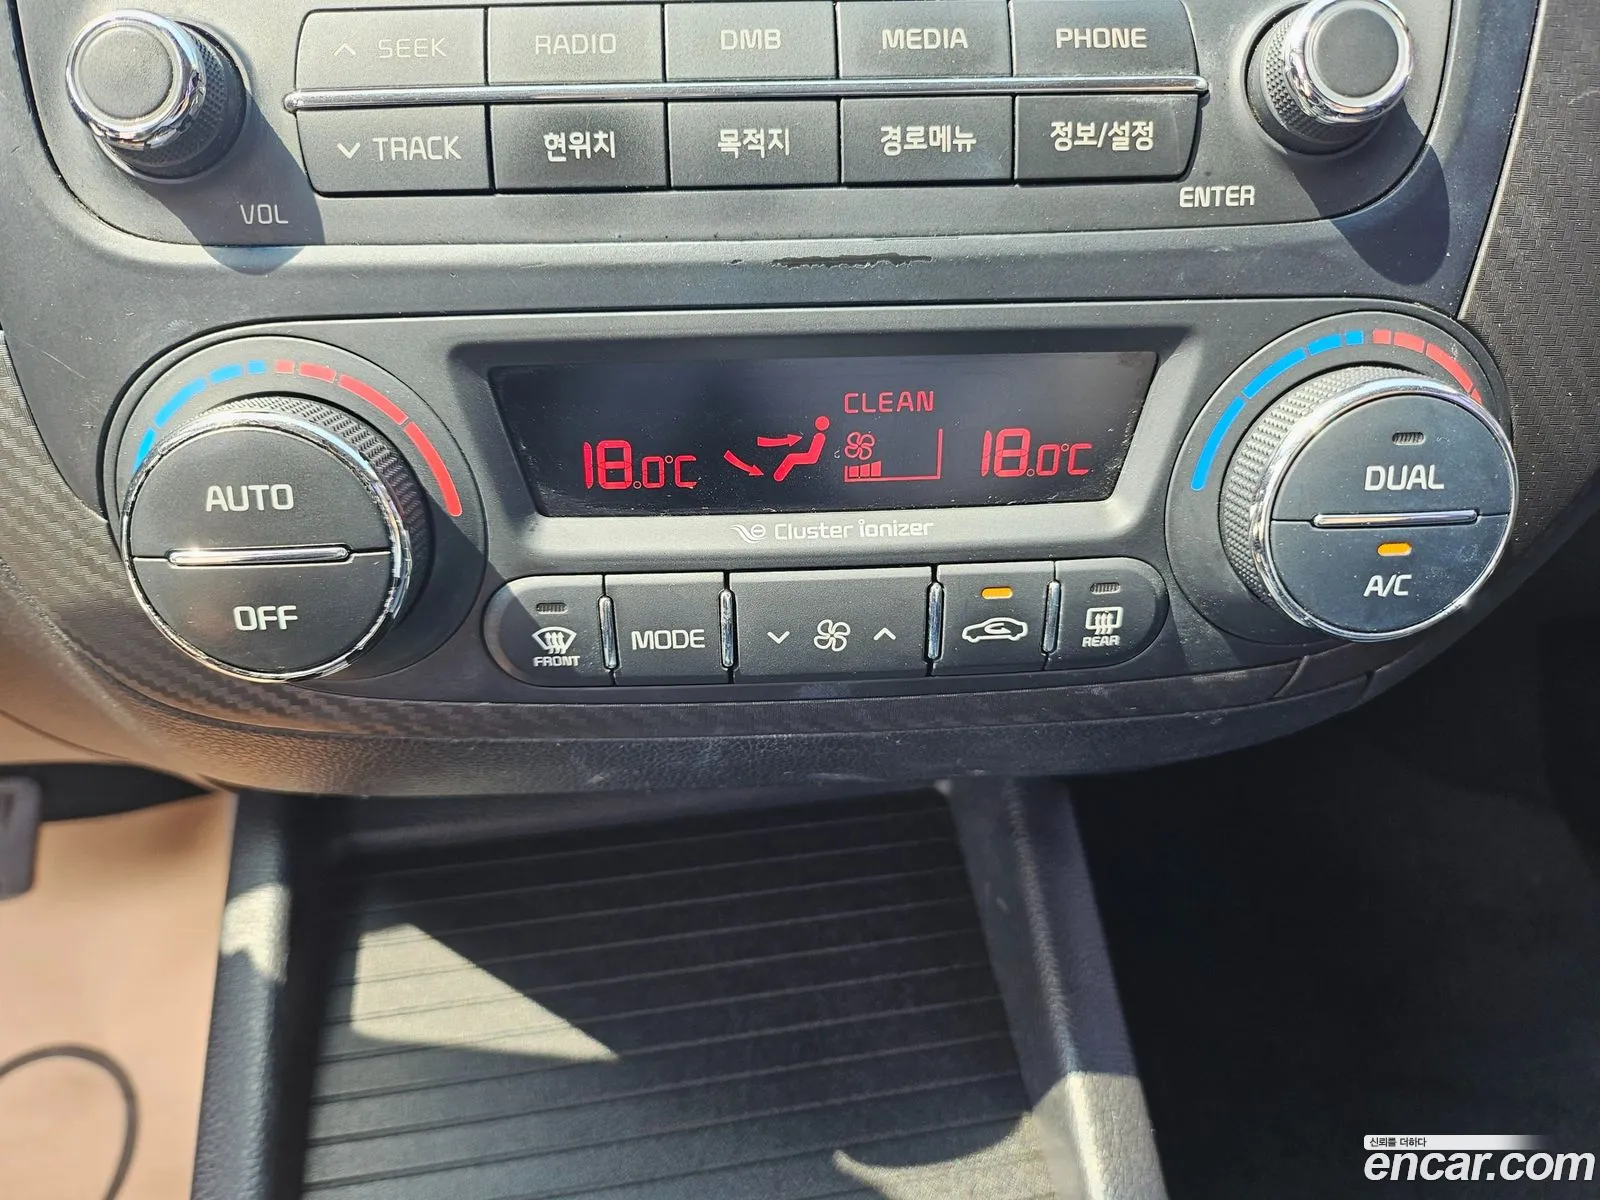 SEEK
RADIO
DMB
MEDIA
PHONE
TRACK
현위치
목적지
경로메뉴
정보/설정
VOL
ENTER
CLEAN
18.0°C
18.0°C
Cluster ionizer
AUTO
OFF
DUAL
A/C
FRONT
MODE
REAR
신뢰를 더하다
encar.com